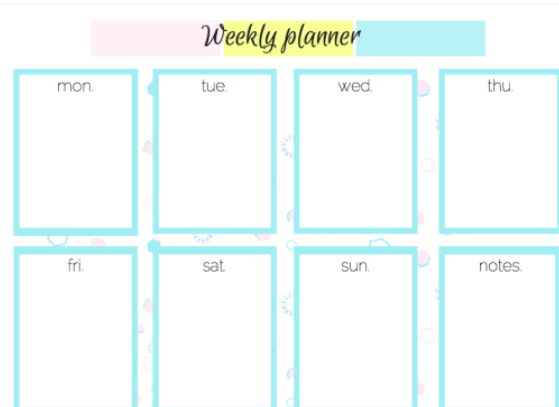 Weekly planner
mon. tue. wed. thu.
fri. sat. sun. notes.